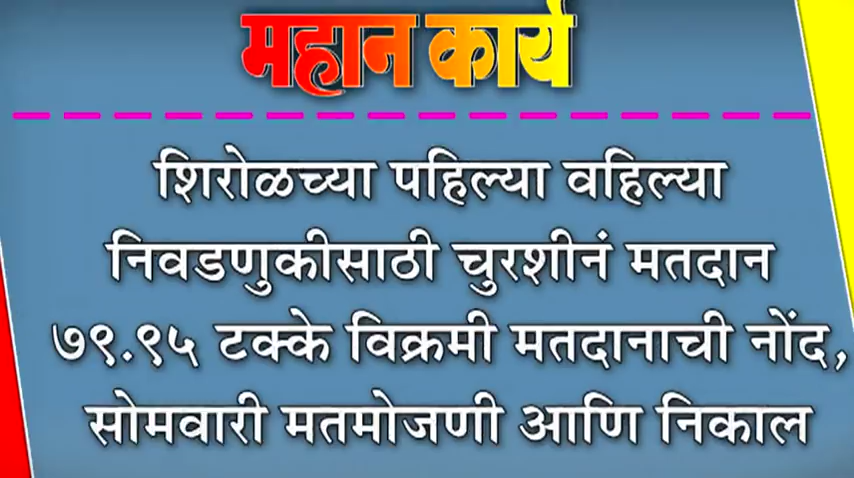 महान कार्य
शिरोळच्या पहिल्या वहिल्या
निवडणुकीसाठी चुरशीनं मतदान
७९.९५ टक्के विक्रमी मतदानाची नोंद,
सोमवारी मतमोजणी आणि निकाल